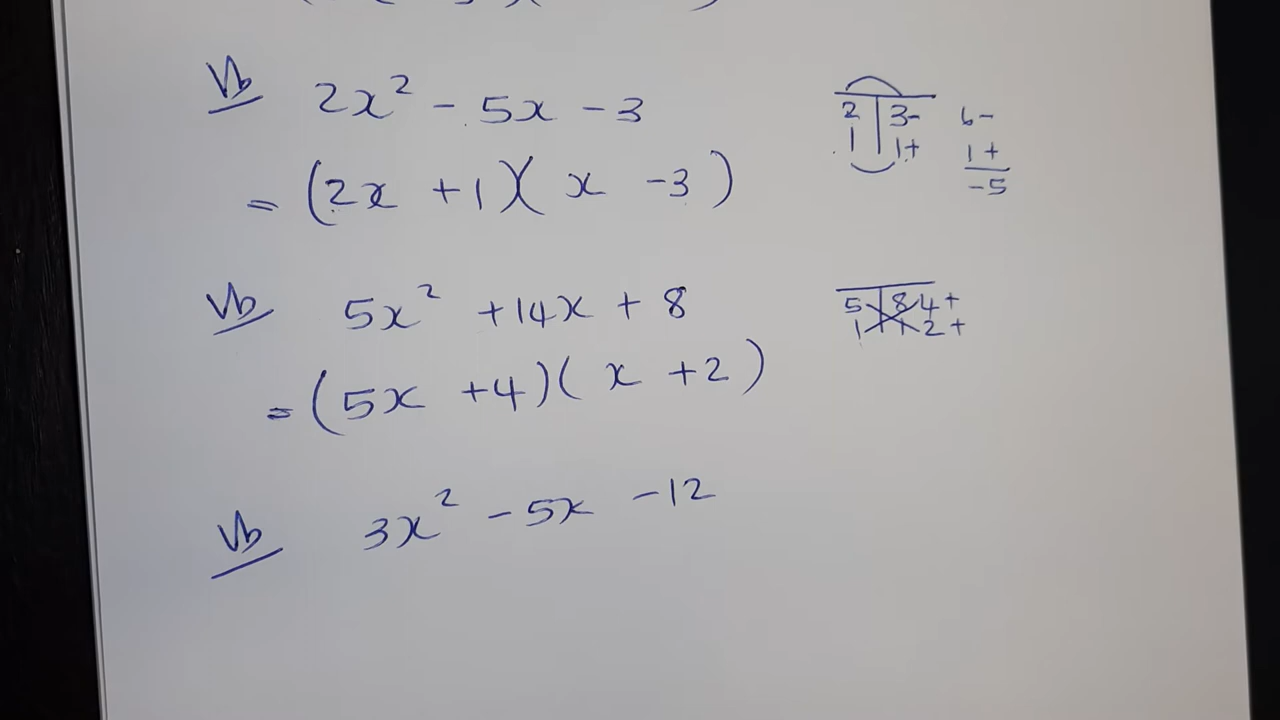 Vb 2x² - 5x - 3
= (2x + 1)(x - 3)
2 | 3- 6-
1 | 1+ 1+
-5
Vb 5x² + 14x + 8
= (5x + 4)(x + 2)
5 | 8 4+
1 | 1 2+
Vb 3x² - 5x - 12